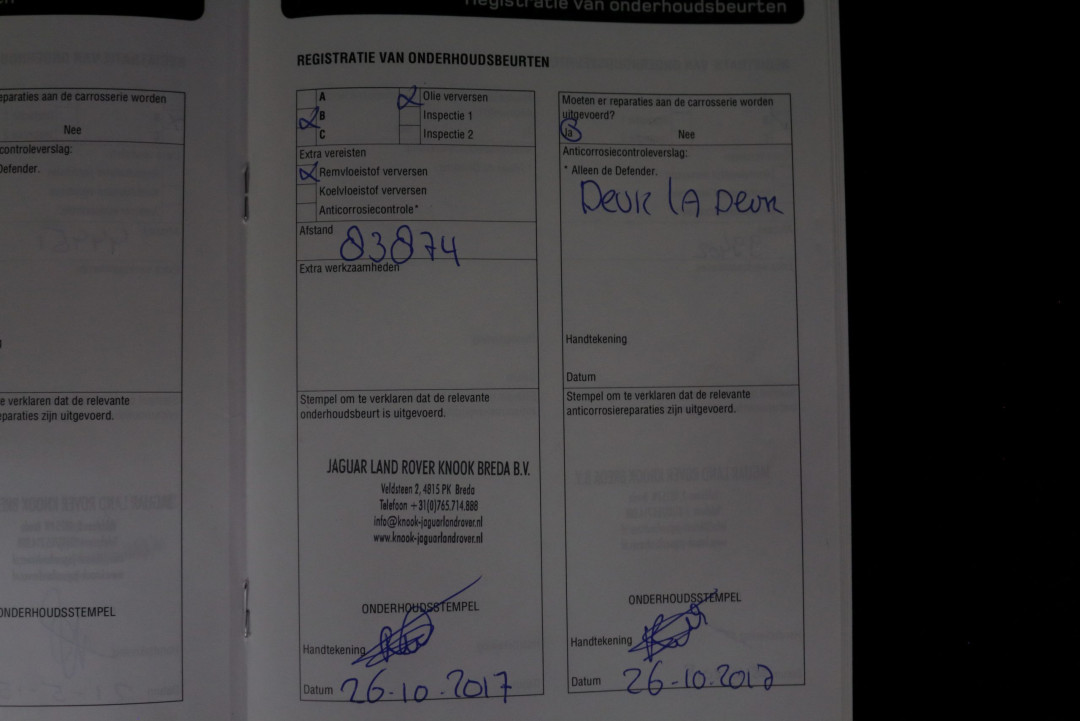 Registratie van onderhoudsbeurten
REGISTRATIE VAN ONDERHOUDSBEURTEN
reparaties aan de carrosserie worden
Nee
controleverslag:
Defender.
te verklaren dat de relevante
reparaties zijn uitgevoerd.
ONDERHOUDSSTEMPEL
A
Olie verversen
B
Inspectie 1
C
Inspectie 2
Extra vereisten
Remvloeistof verversen
Koelvloeistof verversen
Anticorrosiecontrole*
Afstand
83874
Extra werkzaamheden
Stempel om te verklaren dat de relevante
onderhoudsbeurt is uitgevoerd.
JAGUAR LAND ROVER KNOOK BREDA B.V.
Veldsteen 2, 4815 PK Breda
Telefoon +31(0)765.714.888
info@knook-jaguarlandrover.nl
www.knook-jaguarlandrover.nl
ONDERHOUDSSTEMPEL
Handtekening
Datum 26-10.2017
Moeten er reparaties aan de carrosserie worden
uitgevoerd?
Ja Nee
Anticorrosiecontroleverslag:
* Alleen de Defender.
Deuk LA Deur
Handtekening
Datum
Stempel om te verklaren dat de relevante
anticorrosiereparaties zijn uitgevoerd.
ONDERHOUDSSTEMPEL
Handtekening
Datum 26-10.2017